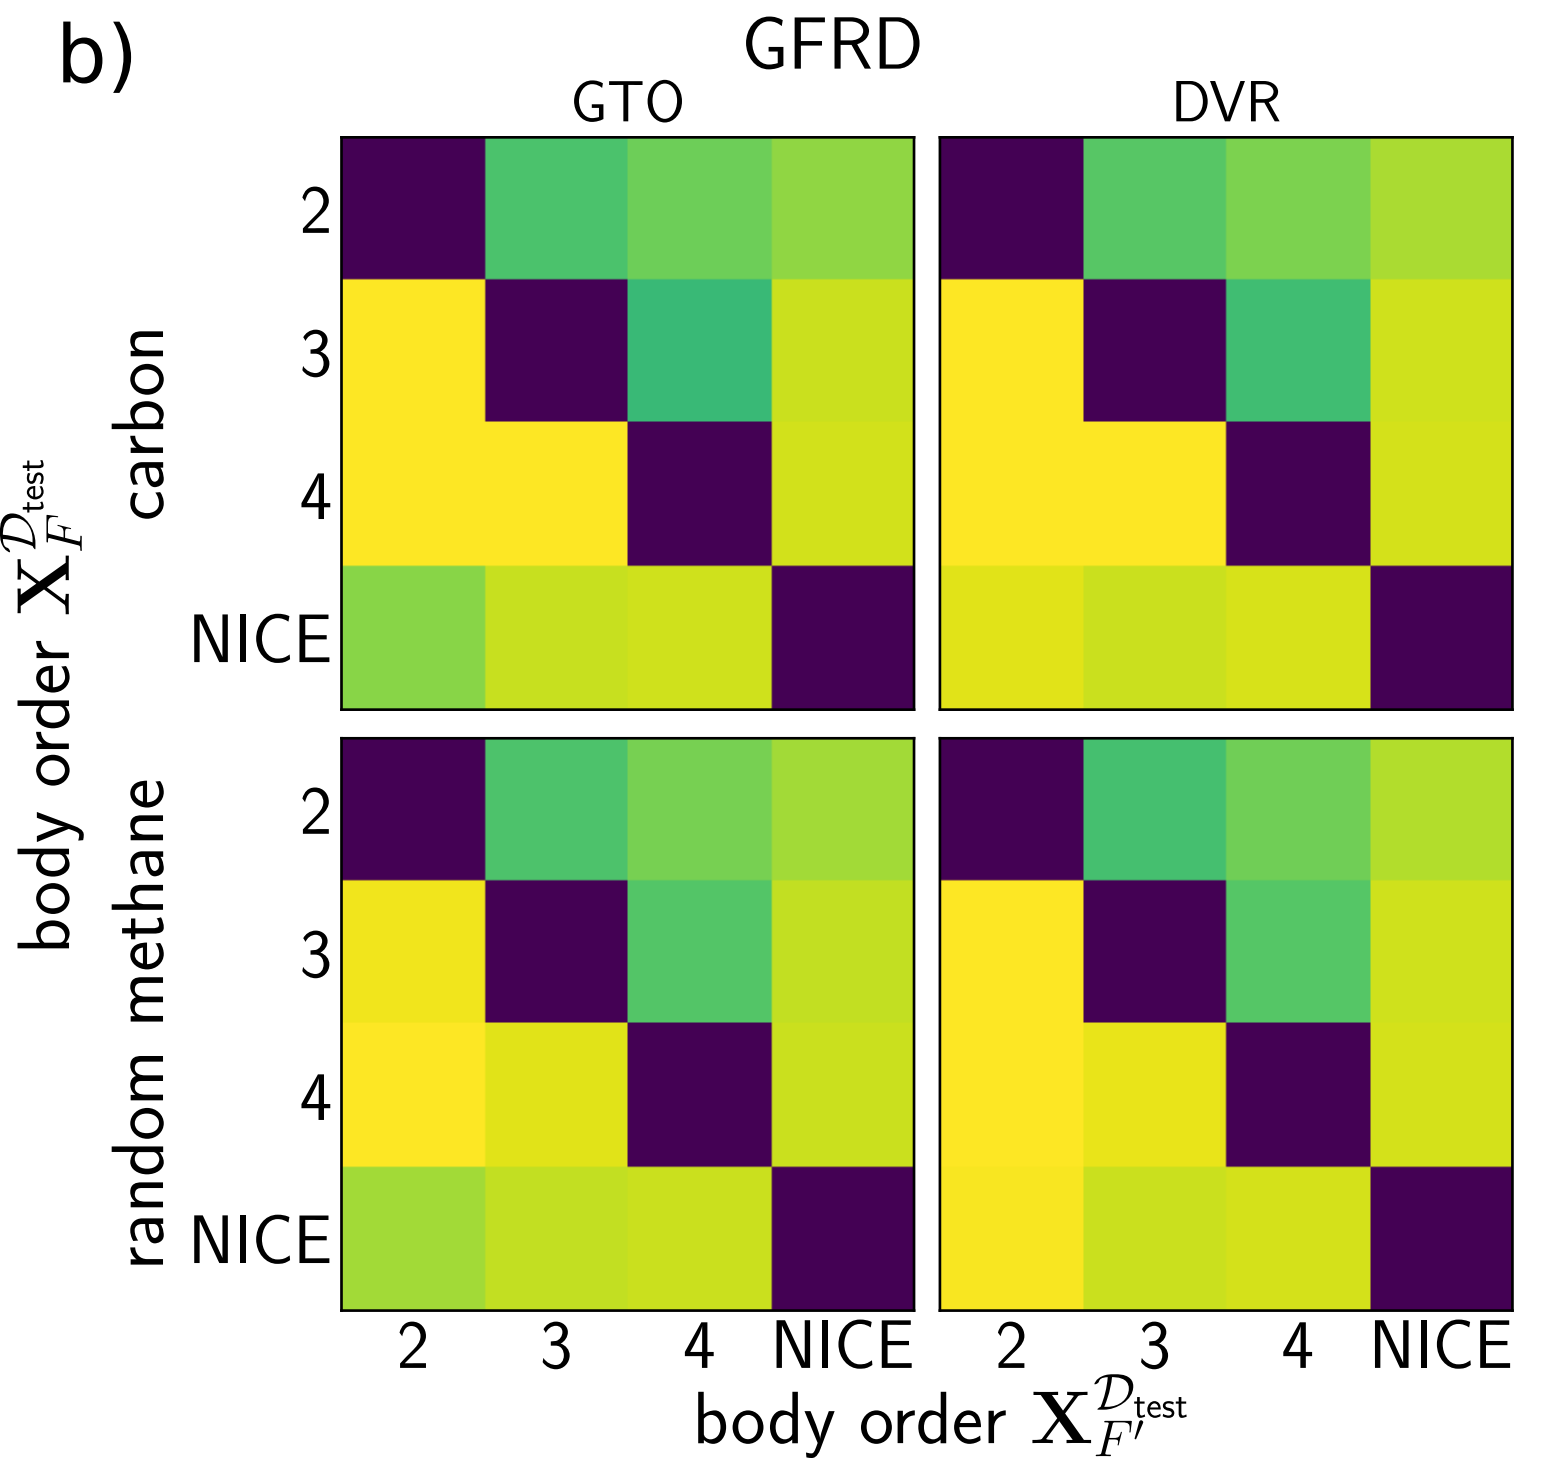 b)
GFRD
GTO
DVR
body order X_F^{𝒟_test}
carbon
2
3
4
NICE
random methane
2
3
4
NICE
2 3 4 NICE
2 3 4 NICE
body order X_{F′}^{𝒟_test}